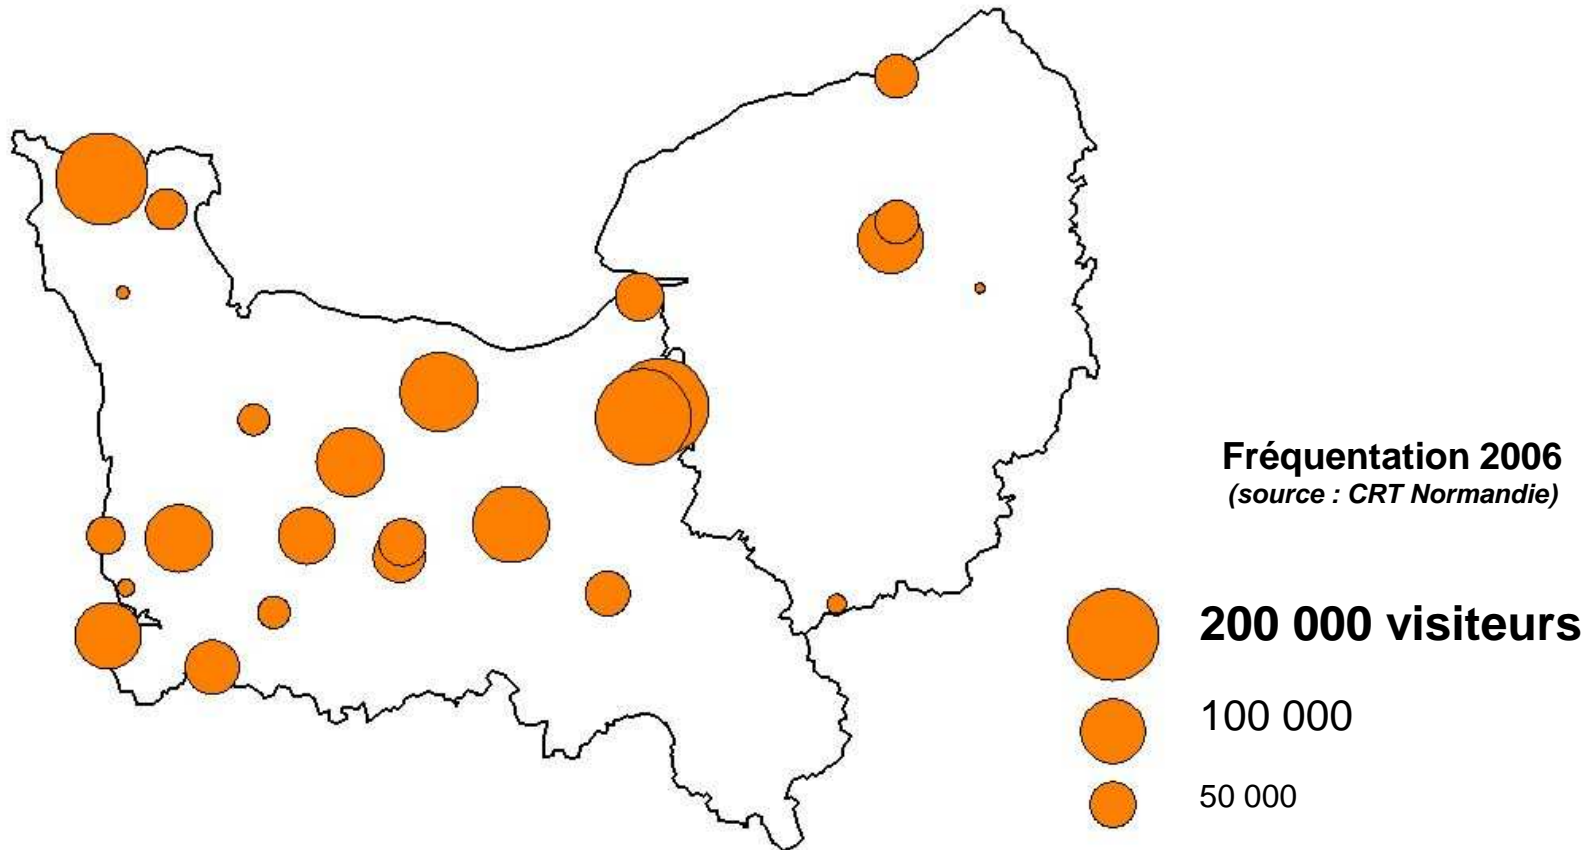 Fréquentation 2006
(source : CRT Normandie)
200 000 visiteurs
100 000
50 000